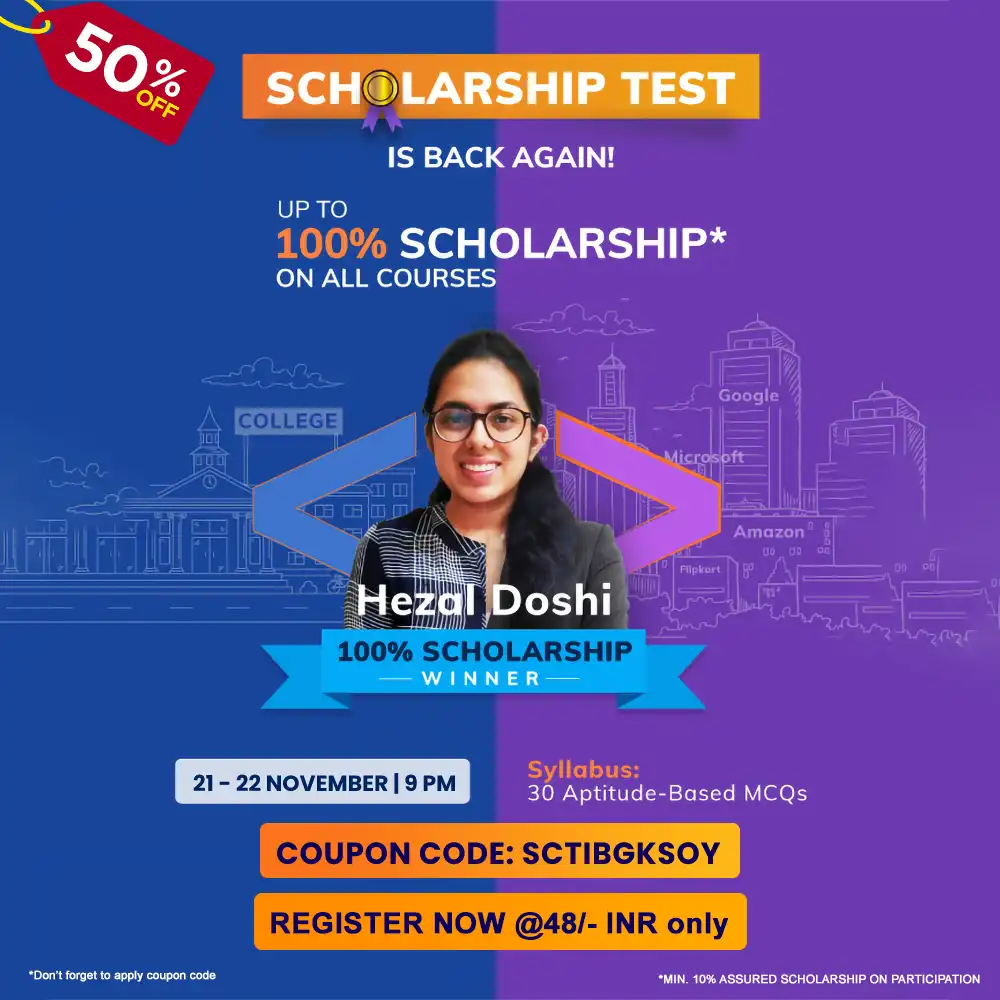 50%
OFF
SCHOLARSHIP TEST
IS BACK AGAIN!
UP TO
100% SCHOLARSHIP*
ON ALL COURSES
COLLEGE
Google
Microsoft
Amazon
Flipkart
Hezal Doshi
100% SCHOLARSHIP
WINNER
21 - 22 NOVEMBER | 9 PM
Syllabus:
30 Aptitude-Based MCQs
COUPON CODE: SCTIBGKSOY
REGISTER NOW @48/- INR only
*Don't forget to apply coupon code
*MIN. 10% ASSURED SCHOLARSHIP ON PARTICIPATION